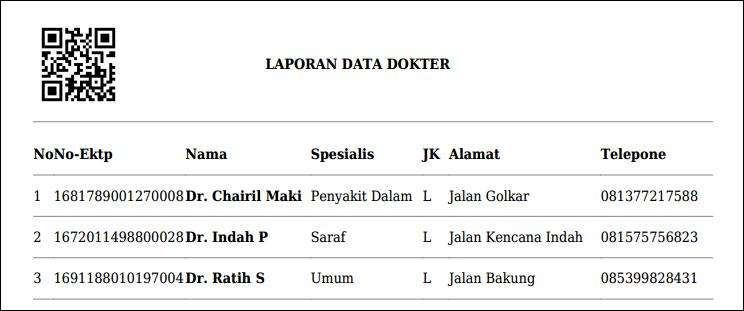 LAPORAN DATA DOKTER
No No-Ektp Nama Spesialis JK Alamat Telepone
1 1681789001270008 Dr. Chairil Maki Penyakit Dalam L Jalan Golkar 081377217588
2 1672011498800028 Dr. Indah P Saraf L Jalan Kencana Indah 081575756823
3 1691188010197004 Dr. Ratih S Umum L Jalan Bakung 085399828431